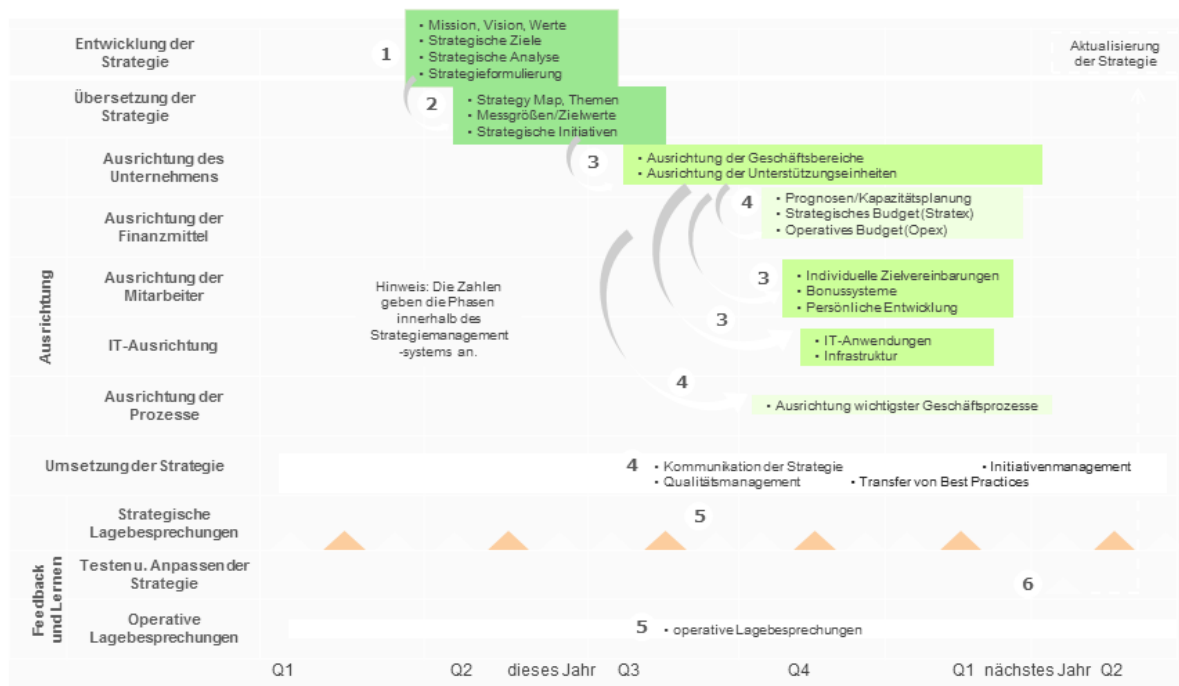 Entwicklung der
Strategie
1
• Mission, Vision, Werte
• Strategische Ziele
• Strategische Analyse
• Strategieformulierung
Aktualisierung
der Strategie
Übersetzung der
Strategie
2
• Strategy Map, Themen
• Messgrößen/Zielwerte
• Strategische Initiativen
Ausrichtung
Ausrichtung des
Unternehmens
3
• Ausrichtung der Geschäftsbereiche
• Ausrichtung der Unterstützungseinheiten
Ausrichtung der
Finanzmittel
4
• Prognosen/Kapazitätsplanung
• Strategisches Budget (Stratex)
• Operatives Budget (Opex)
Ausrichtung der
Mitarbeiter
Hinweis: Die Zahlen
geben die Phasen
innerhalb des
Strategiemanagement
-systems an.
3
• Individuelle Zielvereinbarungen
• Bonussysteme
• Persönliche Entwicklung
IT-Ausrichtung
3
• IT-Anwendungen
• Infrastruktur
Ausrichtung der
Prozesse
4
• Ausrichtung wichtigster Geschäftsprozesse
Umsetzung der Strategie
4
• Kommunikation der Strategie
• Initiativenmanagement
• Qualitätsmanagement
• Transfer von Best Practices
Feedback
und Lernen
Strategische
Lagebesprechungen
5
Testen u. Anpassen der
Strategie
6
Operative
Lagebesprechungen
5
• operative Lagebesprechungen
Q1 Q2 dieses Jahr Q3 Q4 Q1 nächstes Jahr Q2